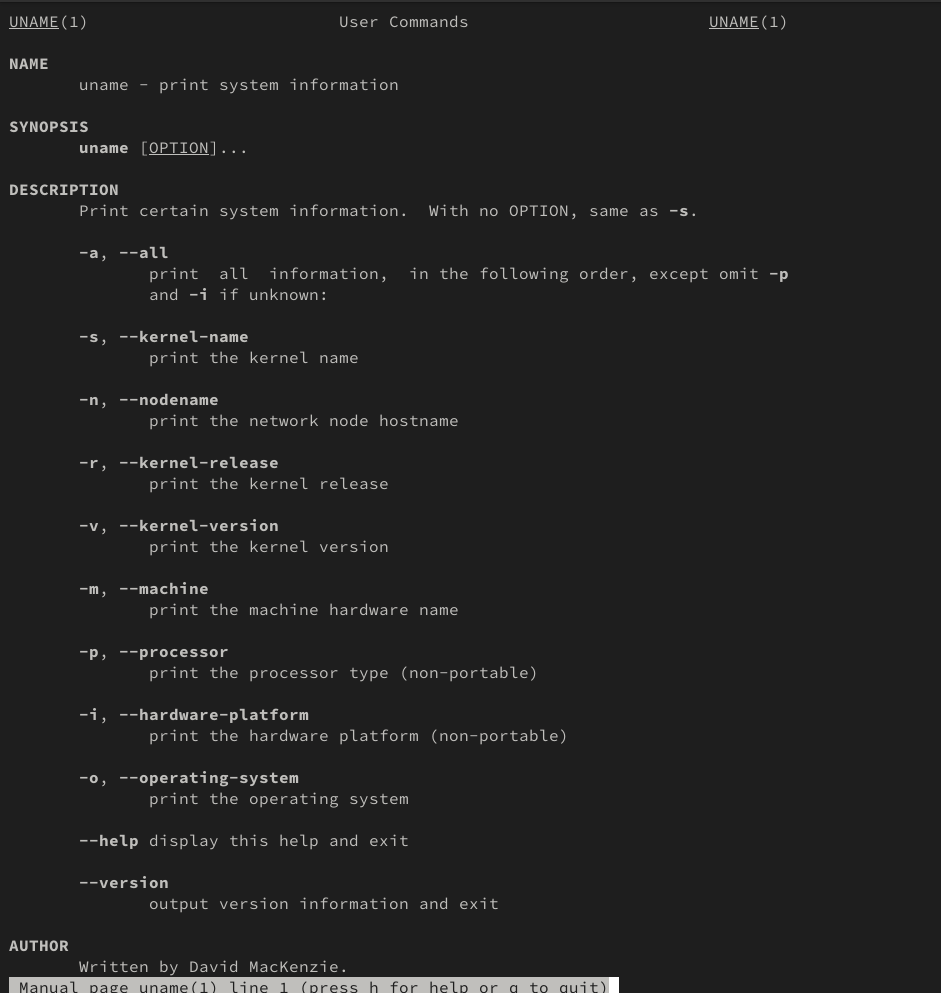 UNAME(1) User Commands UNAME(1)
NAME
uname - print system information
SYNOPSIS
uname [OPTION]...
DESCRIPTION
Print certain system information.  With no OPTION, same as -s.
-a, --all
print  all  information,  in the following order, except omit -p
and -i if unknown:
-s, --kernel-name
print the kernel name
-n, --nodename
print the network node hostname
-r, --kernel-release
print the kernel release
-v, --kernel-version
print the kernel version
-m, --machine
print the machine hardware name
-p, --processor
print the processor type (non-portable)
-i, --hardware-platform
print the hardware platform (non-portable)
-o, --operating-system
print the operating system
--help display this help and exit
--version
output version information and exit
AUTHOR
Written by David MacKenzie.
Manual page uname(1) line 1 (press h for help or q to quit)